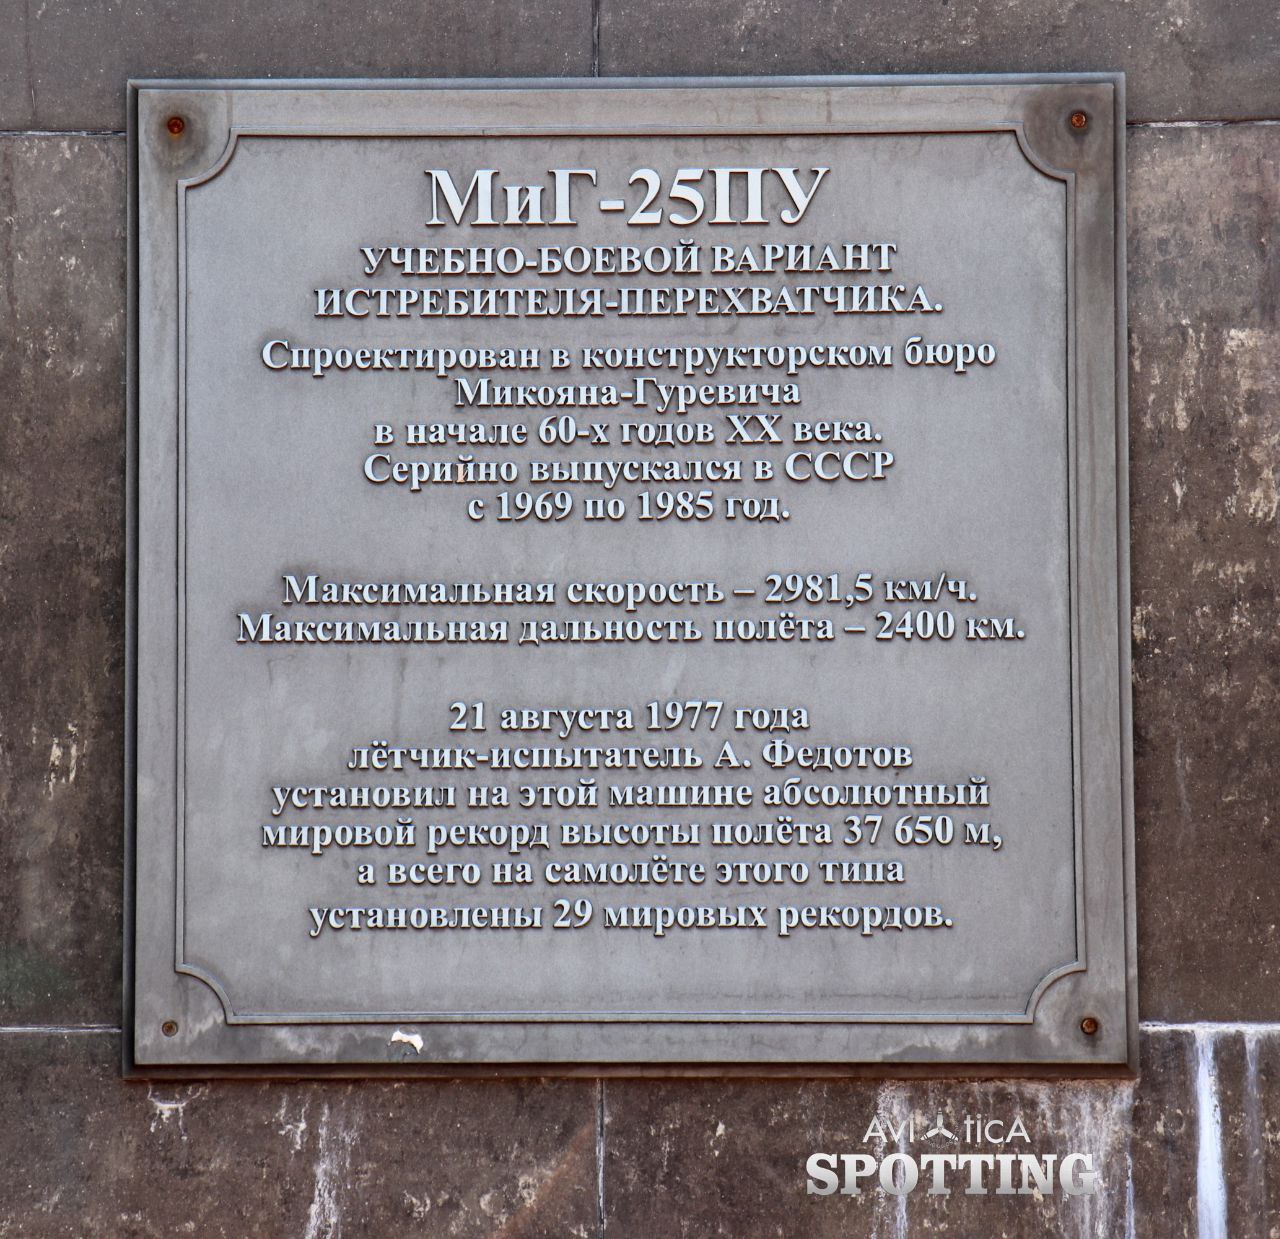 МиГ-25ПУ
УЧЕБНО-БОЕВОЙ ВАРИАНТ
ИСТРЕБИТЕЛЯ-ПЕРЕХВАТЧИКА.
Спроектирован в конструкторском бюро
Микояна-Гуревича
в начале 60-х годов XX века.
Серийно выпускался в СССР
с 1969 по 1985 год.
Максимальная скорость – 2981,5 км/ч.
Максимальная дальность полёта – 2400 км.
21 августа 1977 года
лётчик-испытатель А. Федотов
установил на этой машине абсолютный
мировой рекорд высоты полёта 37 650 м,
а всего на самолёте этого типа
установлены 29 мировых рекордов.
AVIATICA
SPOTTING